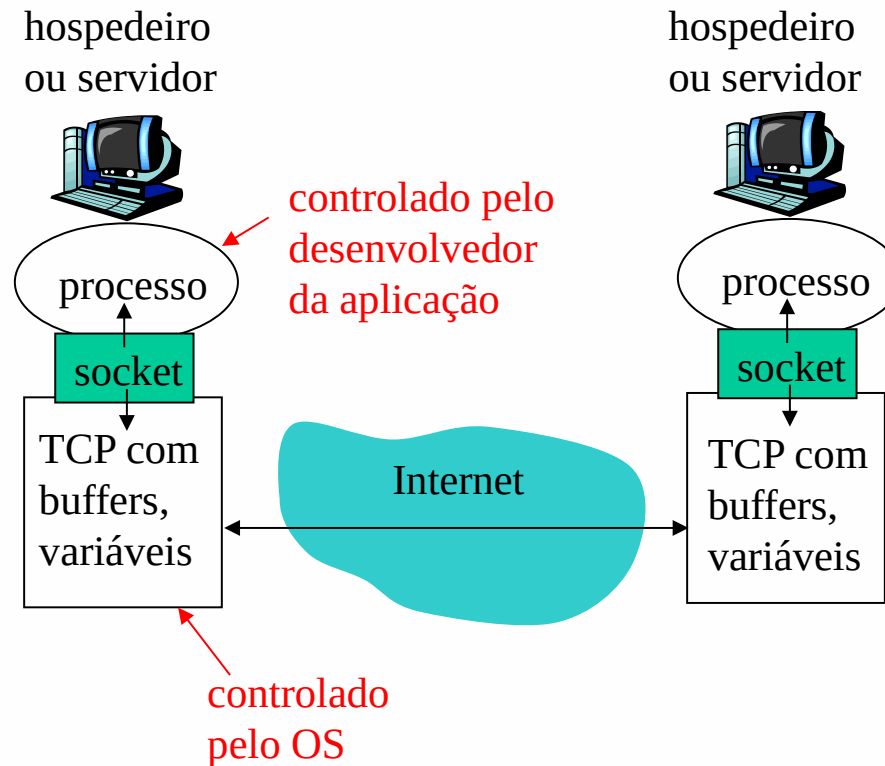 hospedeiro
ou servidor
hospedeiro
ou servidor
controlado pelo
desenvolvedor
da aplicação
processo
processo
socket
socket
TCP com
buffers,
variáveis
Internet
TCP com
buffers,
variáveis
controlado
pelo OS